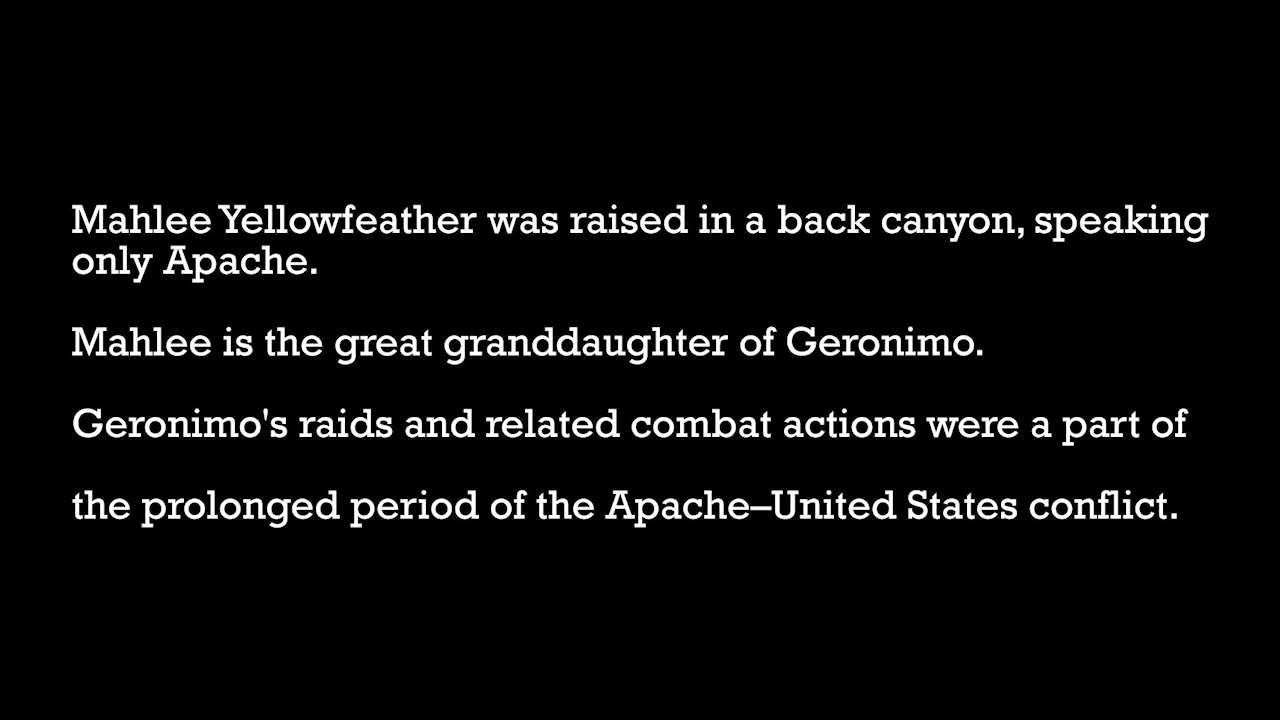 Mahlee Yellowfeather was raised in a back canyon, speaking
only Apache.
Mahlee is the great granddaughter of Geronimo.
Geronimo's raids and related combat actions were a part of
the prolonged period of the Apache–United States conflict.